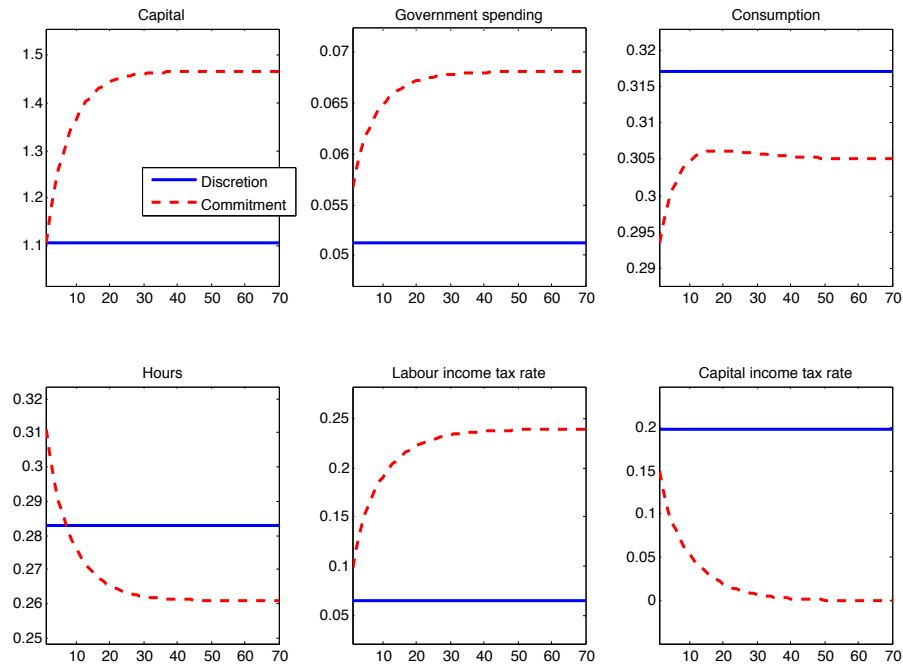 Capital
Government spending
Consumption
1.5
1.4
1.3
1.2
1.1
10 20 30 40 50 60 70
Discretion
Commitment
0.07
0.065
0.06
0.055
0.05
10 20 30 40 50 60 70
0.32
0.315
0.31
0.305
0.3
0.295
0.29
10 20 30 40 50 60 70
Hours
Labour income tax rate
Capital income tax rate
0.32
0.31
0.3
0.29
0.28
0.27
0.26
0.25
10 20 30 40 50 60 70
0.25
0.2
0.15
0.1
0.05
10 20 30 40 50 60 70
0.2
0.15
0.1
0.05
0
10 20 30 40 50 60 70